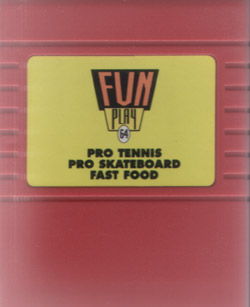 FUN
PLAY
64
PRO TENNIS
PRO SKATEBOARD
FAST FOOD